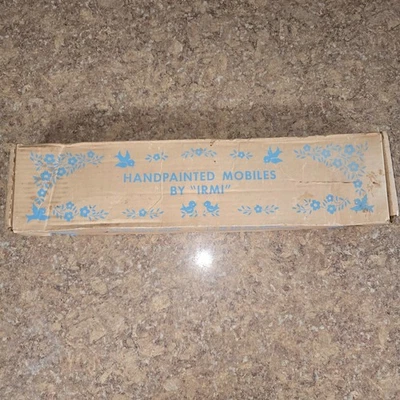 HANDPAINTED MOBILES
BY "IRMI"